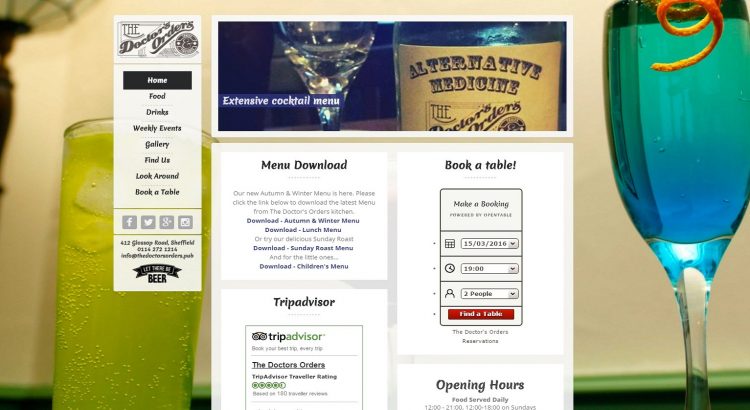 THE
Doctor's Orders
Home
Food
Drinks
Weekly Events
Gallery
Find Us
Look Around
Book a Table
412 Glossop Road, Sheffield
0114 272 1214
info@thedoctorsorders.pub
LET THERE BE
BEER
ALTERNATIVE
MEDICINE
THE
Doctor's Orders
Extensive cocktail menu
Menu Download
Our new Autumn & Winter Menu is here. Please
click the link below to download the latest Menu
from The Doctor's Orders kitchen.
Download - Autumn & Winter Menu
Download - Lunch Menu
Or try our delicious Sunday Roast
Download - Sunday Roast Menu
And for the little ones...
Download - Children's Menu
Tripadvisor
tripadvisor
Book your best trip, every trip
The Doctors Orders
TripAdvisor Traveller Rating
Based on 180 traveller reviews
Book a table!
Make a Booking
POWERED BY OPENTABLE
15/03/2016
19:00
2 People
Find a Table
The Doctor's Orders
Reservations
Opening Hours
Food Served Daily
12:00 - 21:00, 12:00-18:00 on Sundays